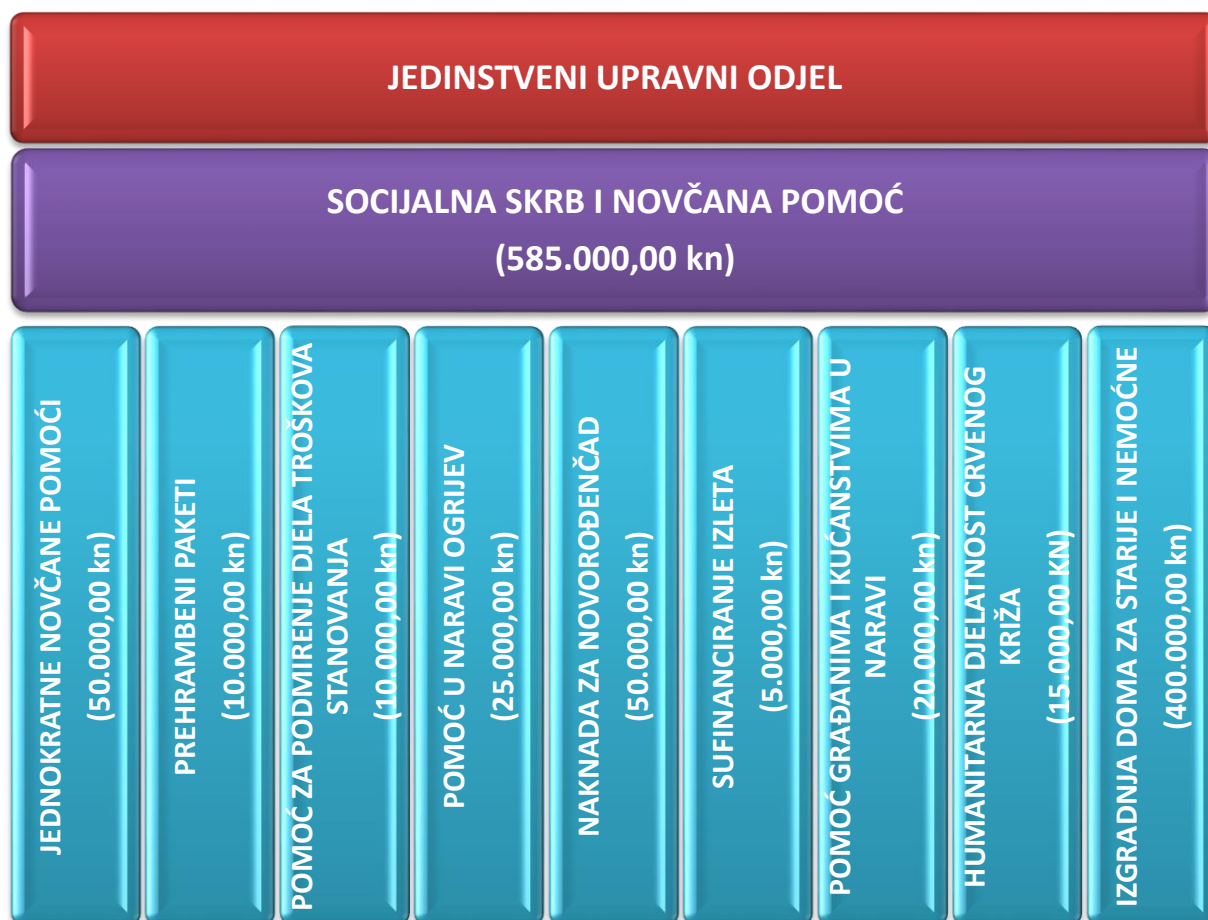 JEDINSTVENI UPRAVNI ODJEL
SOCIJALNA SKRB I NOVČANA POMOĆ
(585.000,00 kn)
JEDNOKRATNE NOVČANE POMOĆI
(50.000,00 kn)
PREHRAMBENI PAKETI
(10.000,00 kn)
POMOĆ ZA PODMIRENJE DJELA TROŠKOVA
STANOVANJA
(10.000,00 kn)
POMOĆ U NARAVI OGRIJEV
(25.000,00 kn)
NAKNADA ZA NOVOROĐENČAD
(50.000,00 kn)
SUFINANCIRANJE IZLETA
(5.000,00 kn)
POMOĆ GRAĐANIMA I KUĆANSTVIMA U
NARAVI
(20.000,00 kn)
HUMANITARNA DJELATNOST CRVENOG
KRIŽA
(15.000,00 KN)
IZGRADNJA DOMA ZA STARIJE I NEMOĆNE
(400.000,00 kn)